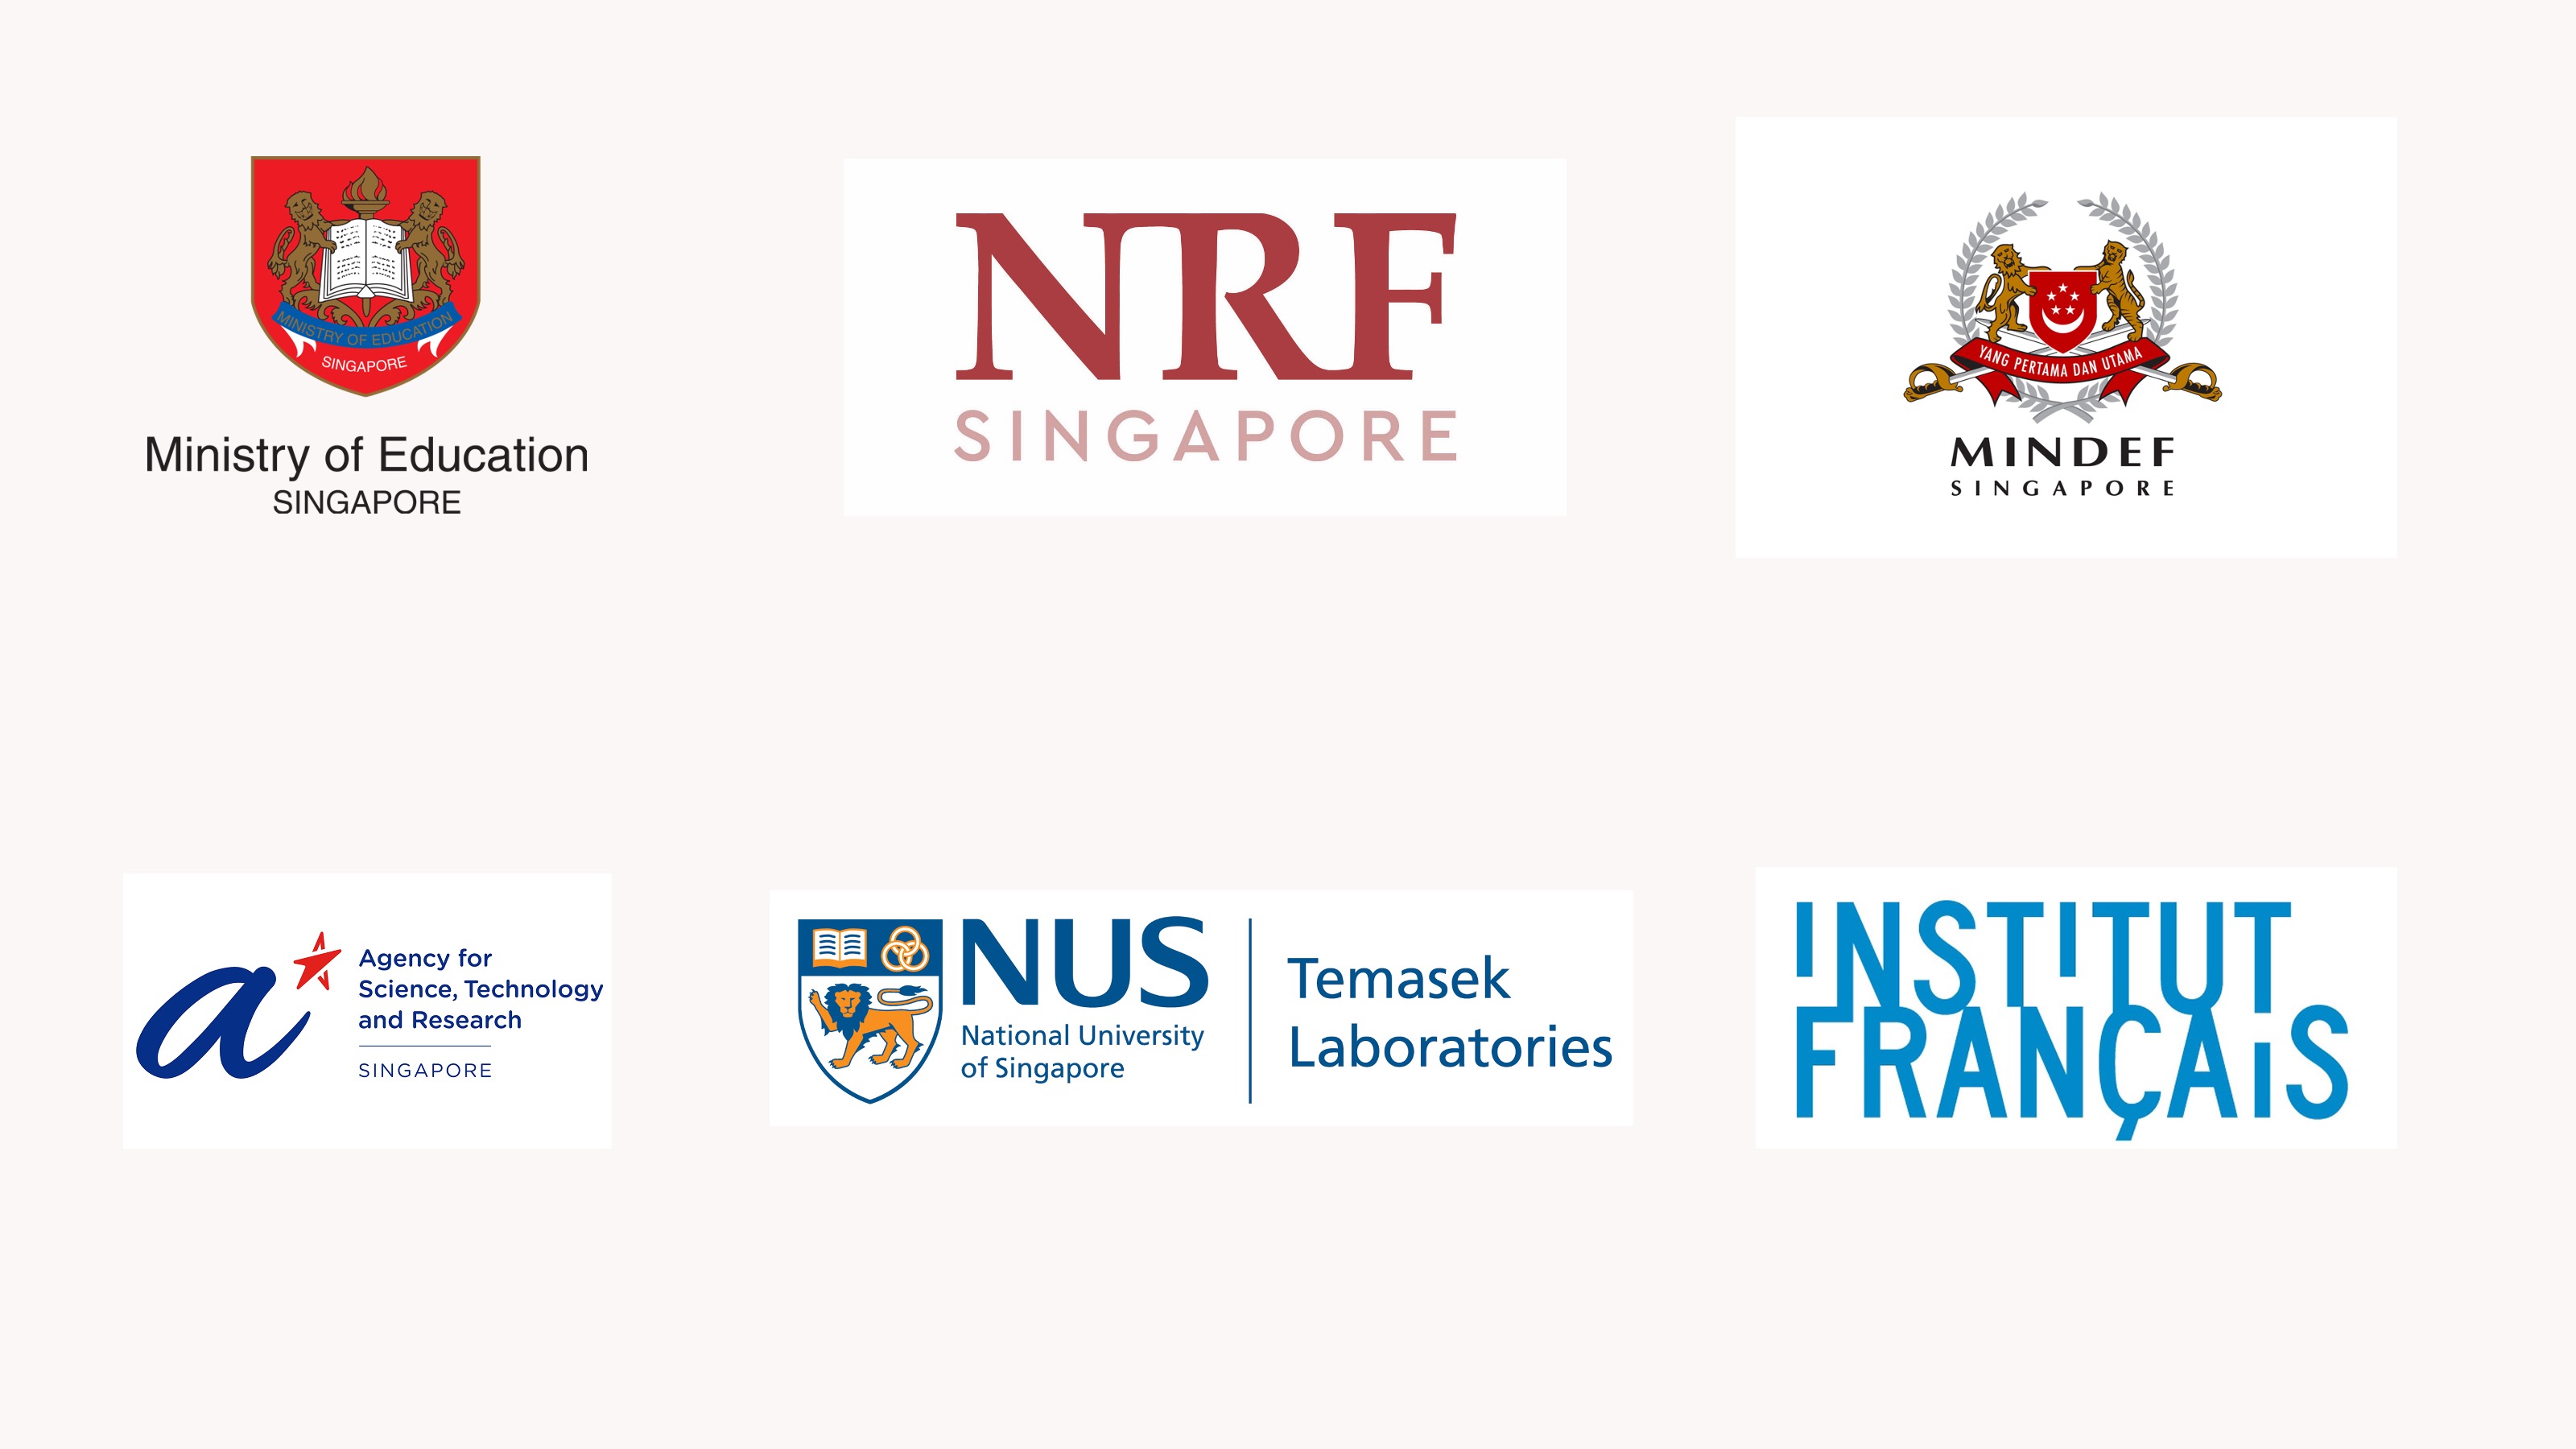 MINISTRY OF EDUCATION
SINGAPORE
Ministry of Education
SINGAPORE
NRF
SINGAPORE
YANG PERTAMA DAN UTAMA
MINDEF
SINGAPORE
a
Agency for
Science, Technology
and Research
SINGAPORE
NUS
National University
of Singapore
Temasek
Laboratories
INSTITUT
FRANÇAiS